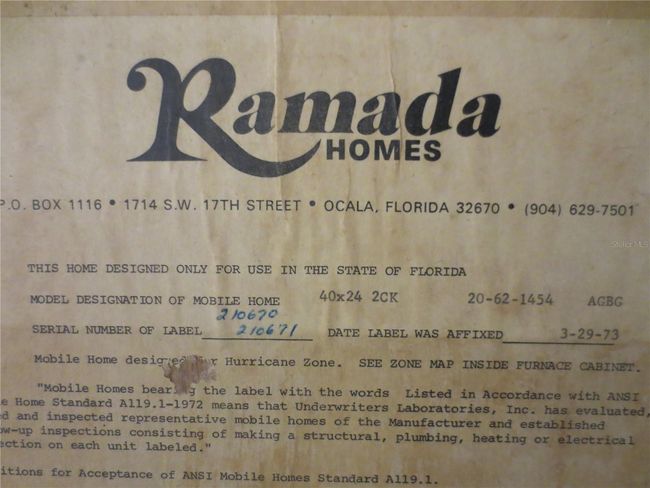 Ramada
HOMES
P.O. BOX 1116 • 1714 S.W. 17TH STREET • OCALA, FLORIDA 32670 • (904) 629-7501
Stellar MLS
THIS HOME DESIGNED ONLY FOR USE IN THE STATE OF FLORIDA
MODEL DESIGNATION OF MOBILE HOME 40x24 2CK 20-62-1454 AGBG
210670
SERIAL NUMBER OF LABEL 210671 DATE LABEL WAS AFFIXED 3-29-73
Mobile Home designed for Hurricane Zone. SEE ZONE MAP INSIDE FURNACE CABINET.
"Mobile Homes bearing the label with the words Listed in Accordance with ANSI
e Home Standard A119.1-1972 means that Underwriters Laboratories, Inc. has evaluated,
ed and inspected representative mobile homes of the Manufacturer and established
ow-up inspections consisting of making a structural, plumbing, heating or electrical
ection on each unit labeled."
itions for Acceptance of ANSI Mobile Homes Standard A119.1.